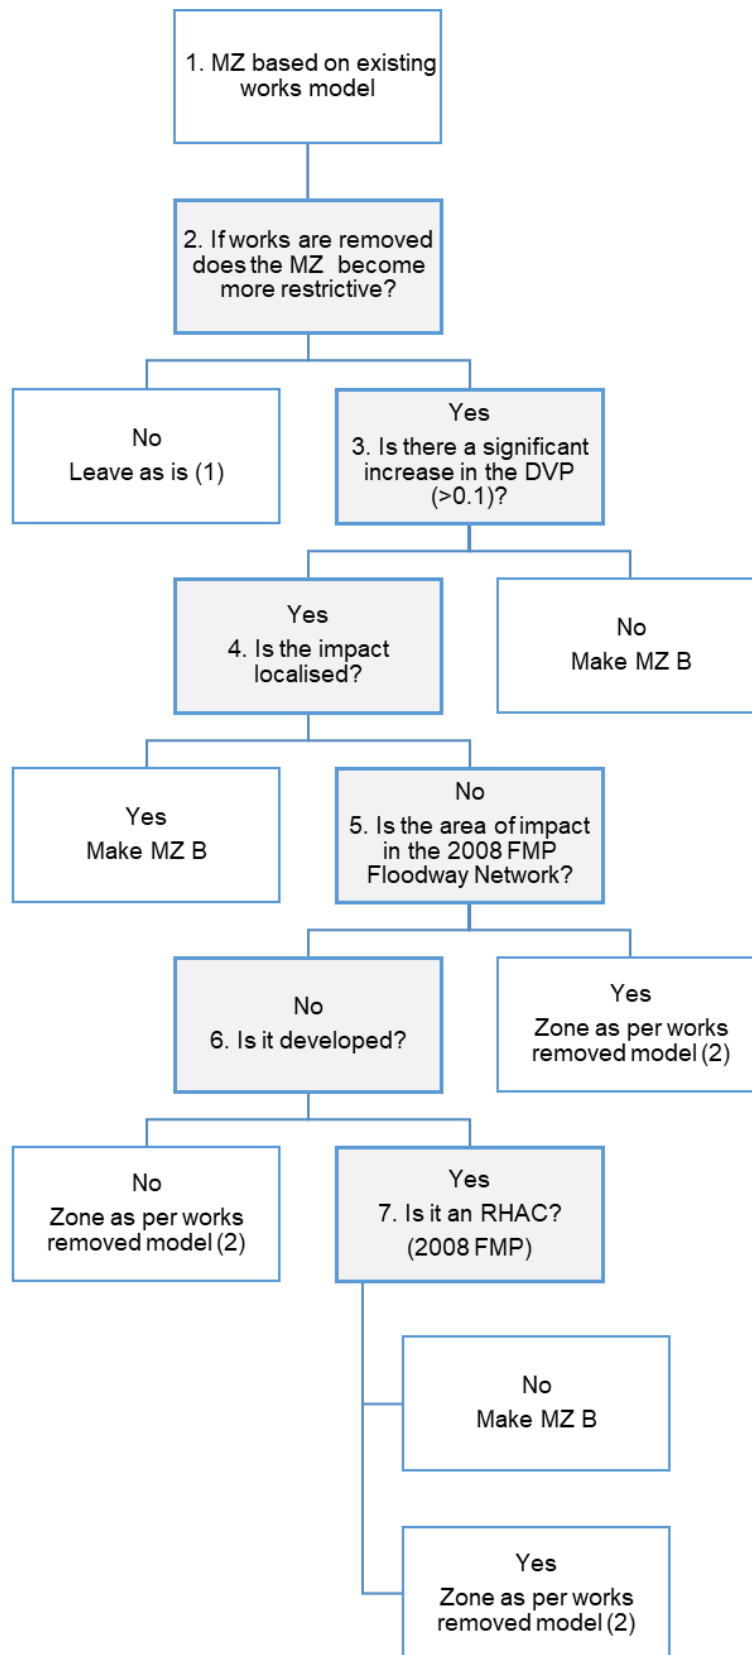 1. MZ based on existing
works model
2. If works are removed
does the MZ become
more restrictive?
No
Leave as is (1)
Yes
3. Is there a significant
increase in the DVP
(>0.1)?
Yes
4. Is the impact
localised?
No
Make MZ B
Yes
Make MZ B
No
5. Is the area of impact
in the 2008 FMP
Floodway Network?
No
6. Is it developed?
Yes
Zone as per works
removed model (2)
No
Zone as per works
removed model (2)
Yes
7. Is it an RHAC?
(2008 FMP)
No
Make MZ B
Yes
Zone as per works
removed model (2)